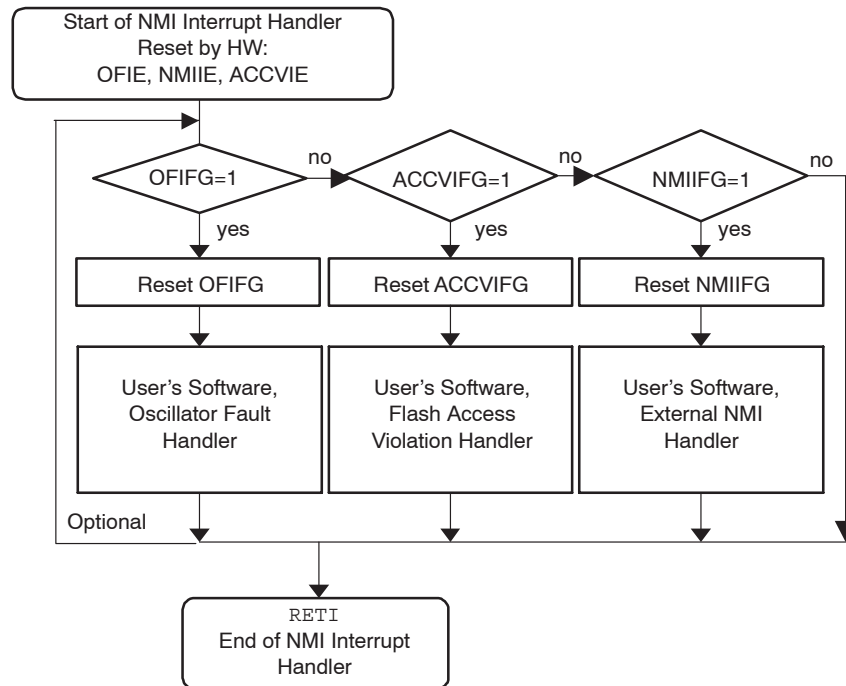 Start of NMI Interrupt Handler
Reset by HW:
OFIE, NMIIE, ACCVIE
OFIFG=1
no
ACCVIFG=1
no
NMIIFG=1
no
yes
yes
yes
Reset OFIFG
Reset ACCVIFG
Reset NMIIFG
User's Software,
Oscillator Fault
Handler
User's Software,
Flash Access
Violation Handler
User's Software,
External NMI
Handler
Optional
RETI
End of NMI Interrupt
Handler